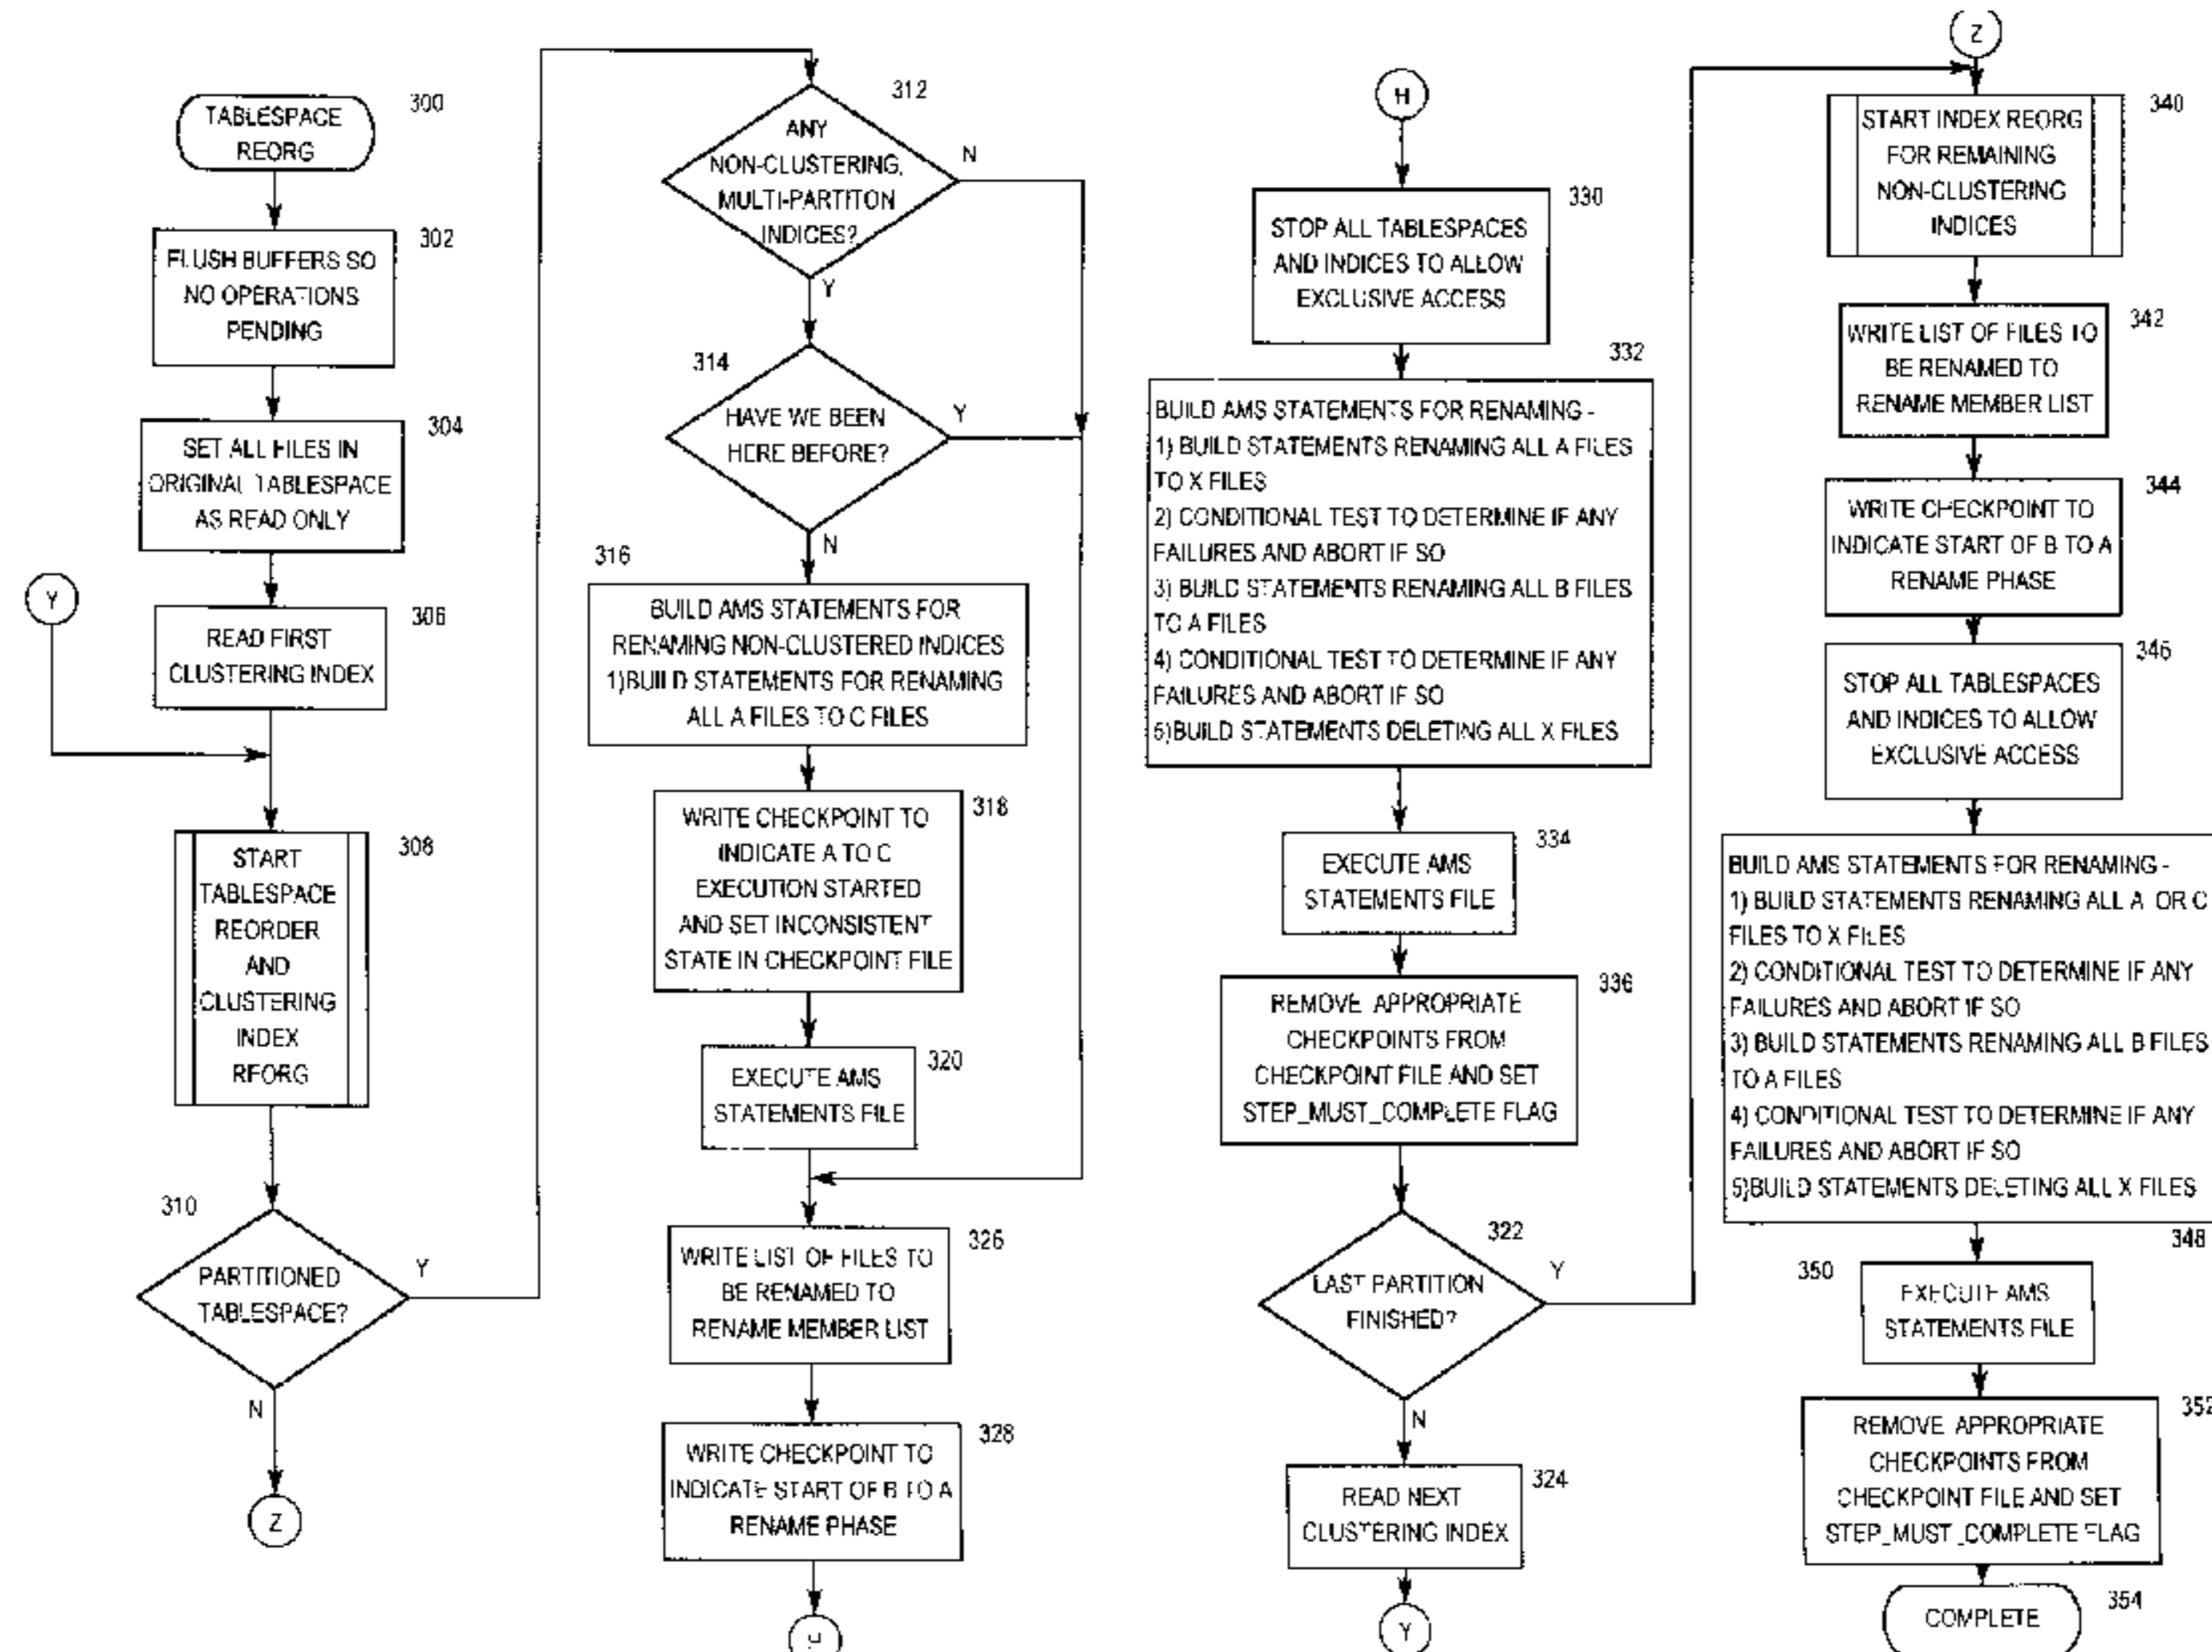 TABLESPACE
REORG
300
FLUSH BUFFERS SO
NO OPERATIONS
PENDING
302
SET ALL FILES IN
ORIGINAL TABLESPACE
AS READ ONLY
304
Y
READ FIRST
CLUSTERING INDEX
306
START
TABLESPACE
REORDER
AND
CLUSTERING
INDEX
REORG
308
310
PARTITIONED
TABLESPACE?
Y
N
Z
312
ANY
NON-CLUSTERING,
MULTI-PARTITON
INDICES?
N
Y
314
HAVE WE BEEN
HERE BEFORE?
Y
N
316
BUILD AMS STATEMENTS FOR
RENAMING NON-CLUSTERED INDICES
1)BUILD STATEMENTS FOR RENAMING
ALL A FILES TO C FILES
318
WRITE CHECKPOINT TO
INDICATE A TO C
EXECUTION STARTED
AND SET INCONSISTENT
STATE IN CHECKPOINT FILE
320
EXECUTE AMS
STATEMENTS FILE
326
WRITE LIST OF FILES TO
BE RENAMED TO
RENAME MEMBER LIST
328
WRITE CHECKPOINT TO
INDICATE START OF B TO A
RENAME PHASE
H
H
330
STOP ALL TABLESPACES
AND INDICES TO ALLOW
EXCLUSIVE ACCESS
332
BUILD AMS STATEMENTS FOR RENAMING -
1) BUILD STATEMENTS RENAMING ALL A FILES
TO X FILES
2) CONDITIONAL TEST TO DETERMINE IF ANY
FAILURES AND ABORT IF SO
3) BUILD STATEMENTS RENAMING ALL B FILES
TO A FILES
4) CONDITIONAL TEST TO DETERMINE IF ANY
FAILURES AND ABORT IF SO
5)BUILD STATEMENTS DELETING ALL X FILES
334
EXECUTE AMS
STATEMENTS FILE
336
REMOVE APPROPRIATE
CHECKPOINTS FROM
CHECKPOINT FILE AND SET
STEP_MUST_COMPLETE FLAG
322
LAST PARTITION
FINISHED?
Y
N
324
READ NEXT
CLUSTERING INDEX
Y
Z
340
START INDEX REORG
FOR REMAINING
NON-CLUSTERING
INDICES
342
WRITE LIST OF FILES TO
BE RENAMED TO
RENAME MEMBER LIST
344
WRITE CHECKPOINT TO
INDICATE START OF B TO A
RENAME PHASE
346
STOP ALL TABLESPACES
AND INDICES TO ALLOW
EXCLUSIVE ACCESS
BUILD AMS STATEMENTS FOR RENAMING -
1) BUILD STATEMENTS RENAMING ALL A OR C
FILES TO X FILES
2) CONDITIONAL TEST TO DETERMINE IF ANY
FAILURES AND ABORT IF SO
3) BUILD STATEMENTS RENAMING ALL B FILES
TO A FILES
4) CONDITIONAL TEST TO DETERMINE IF ANY
FAILURES AND ABORT IF SO
5)BUILD STATEMENTS DELETING ALL X FILES
348
350
EXECUTE AMS
STATEMENTS FILE
352
REMOVE APPROPRIATE
CHECKPOINTS FROM
CHECKPOINT FILE AND SET
STEP_MUST_COMPLETE FLAG
354
COMPLETE